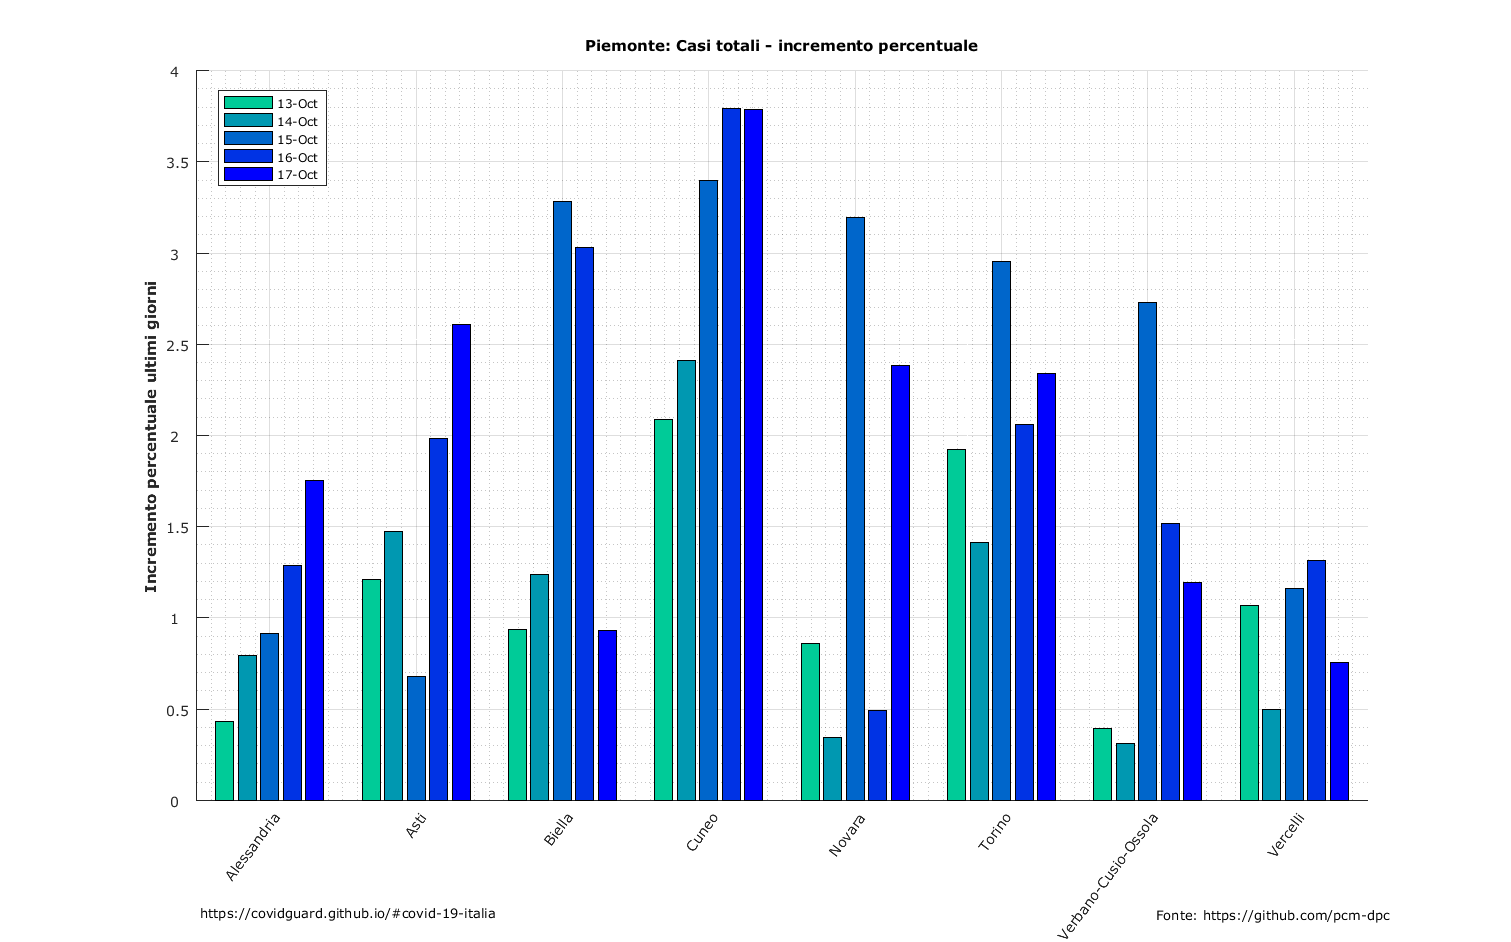 Piemonte: Casi totali - incremento percentuale
4
3.5
3
2.5
2
1.5
1
0.5
0
Incremento percentuale ultimi giorni
13-Oct
14-Oct
15-Oct
16-Oct
17-Oct
Alessandria
Asti
Biella
Cuneo
Novara
Torino
Verbano-Cusio-Ossola
Vercelli
https://covidguard.github.io/#covid-19-italia
Fonte: https://github.com/pcm-dpc